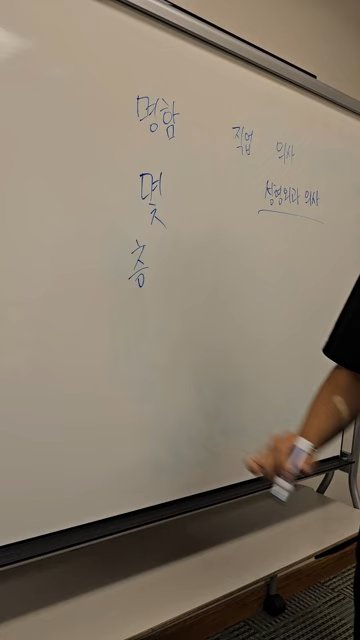 명함
직업 의사
몇
성형외과 의사
층